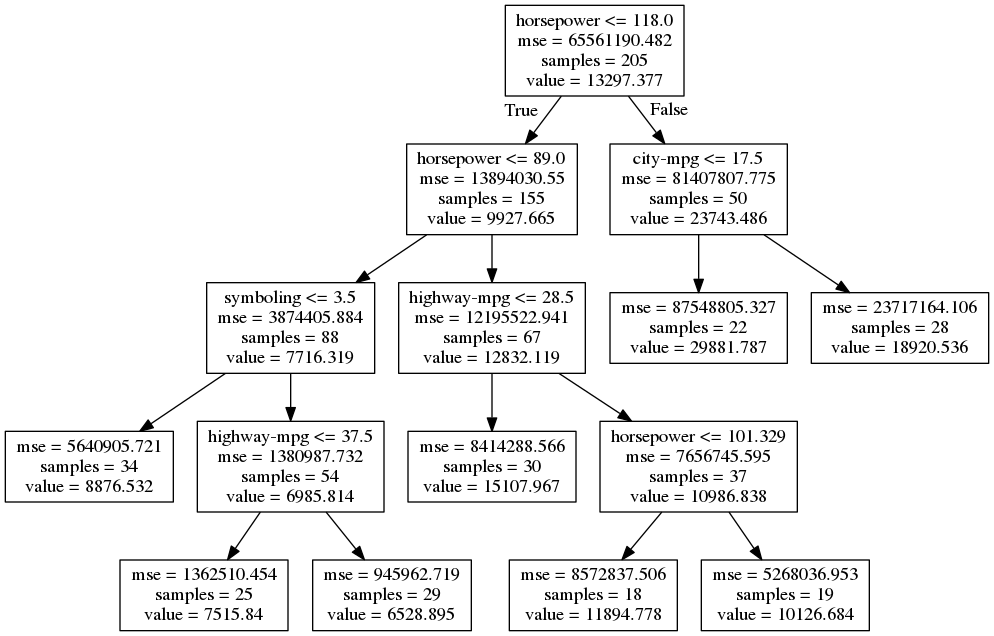 horsepower <= 118.0
mse = 65561190.482
samples = 205
value = 13297.377
True
False
horsepower <= 89.0
mse = 13894030.55
samples = 155
value = 9927.665
city-mpg <= 17.5
mse = 81407807.775
samples = 50
value = 23743.486
symboling <= 3.5
mse = 3874405.884
samples = 88
value = 7716.319
highway-mpg <= 28.5
mse = 12195522.941
samples = 67
value = 12832.119
mse = 87548805.327
samples = 22
value = 29881.787
mse = 23717164.106
samples = 28
value = 18920.536
mse = 5640905.721
samples = 34
value = 8876.532
highway-mpg <= 37.5
mse = 1380987.732
samples = 54
value = 6985.814
mse = 8414288.566
samples = 30
value = 15107.967
horsepower <= 101.329
mse = 7656745.595
samples = 37
value = 10986.838
mse = 1362510.454
samples = 25
value = 7515.84
mse = 945962.719
samples = 29
value = 6528.895
mse = 8572837.506
samples = 18
value = 11894.778
mse = 5268036.953
samples = 19
value = 10126.684